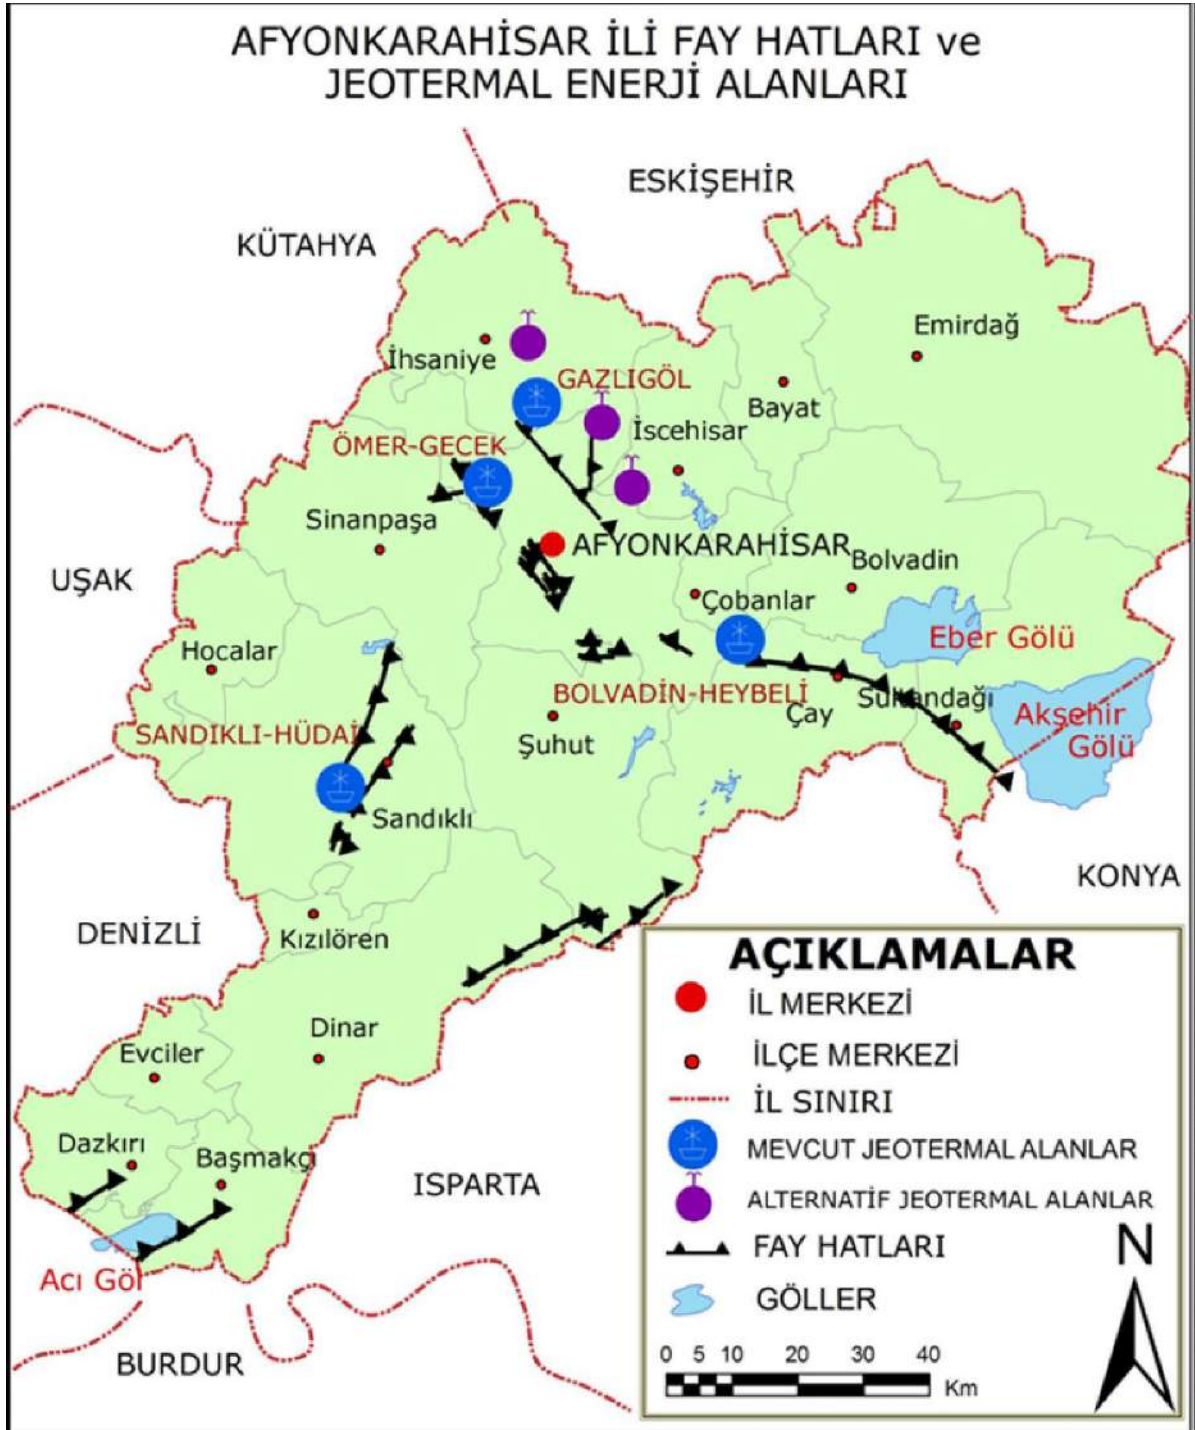 AFYONKARAHİSAR İLİ FAY HATLARI ve
JEOTERMAL ENERJİ ALANLARI
ESKİŞEHİR
KÜTAHYA
Emirdağ
İhsaniye
GAZLIGÖL
Bayat
İscehisar
ÖMER-GECEK
Sinanpaşa
AFYONKARAHİSAR
Bolvadin
UŞAK
Çobanlar
Eber Gölü
Hocalar
BOLVADİN-HEYBELİ
Sultandağı
Çay
Akşehir
Gölü
SANDIKLI-HÜDAİ
Şuhut
Sandıklı
KONYA
DENİZLİ
Kızılören
Dinar
Evciler
Dazkırı
Başmakçı
ISPARTA
Acı Göl
BURDUR
AÇIKLAMALAR
İL MERKEZİ
İLÇE MERKEZİ
İL SINIRI
MEVCUT JEOTERMAL ALANLAR
ALTERNATİF JEOTERMAL ALANLAR
FAY HATLARI
GÖLLER
N
0 5 10 20 30 40
Km